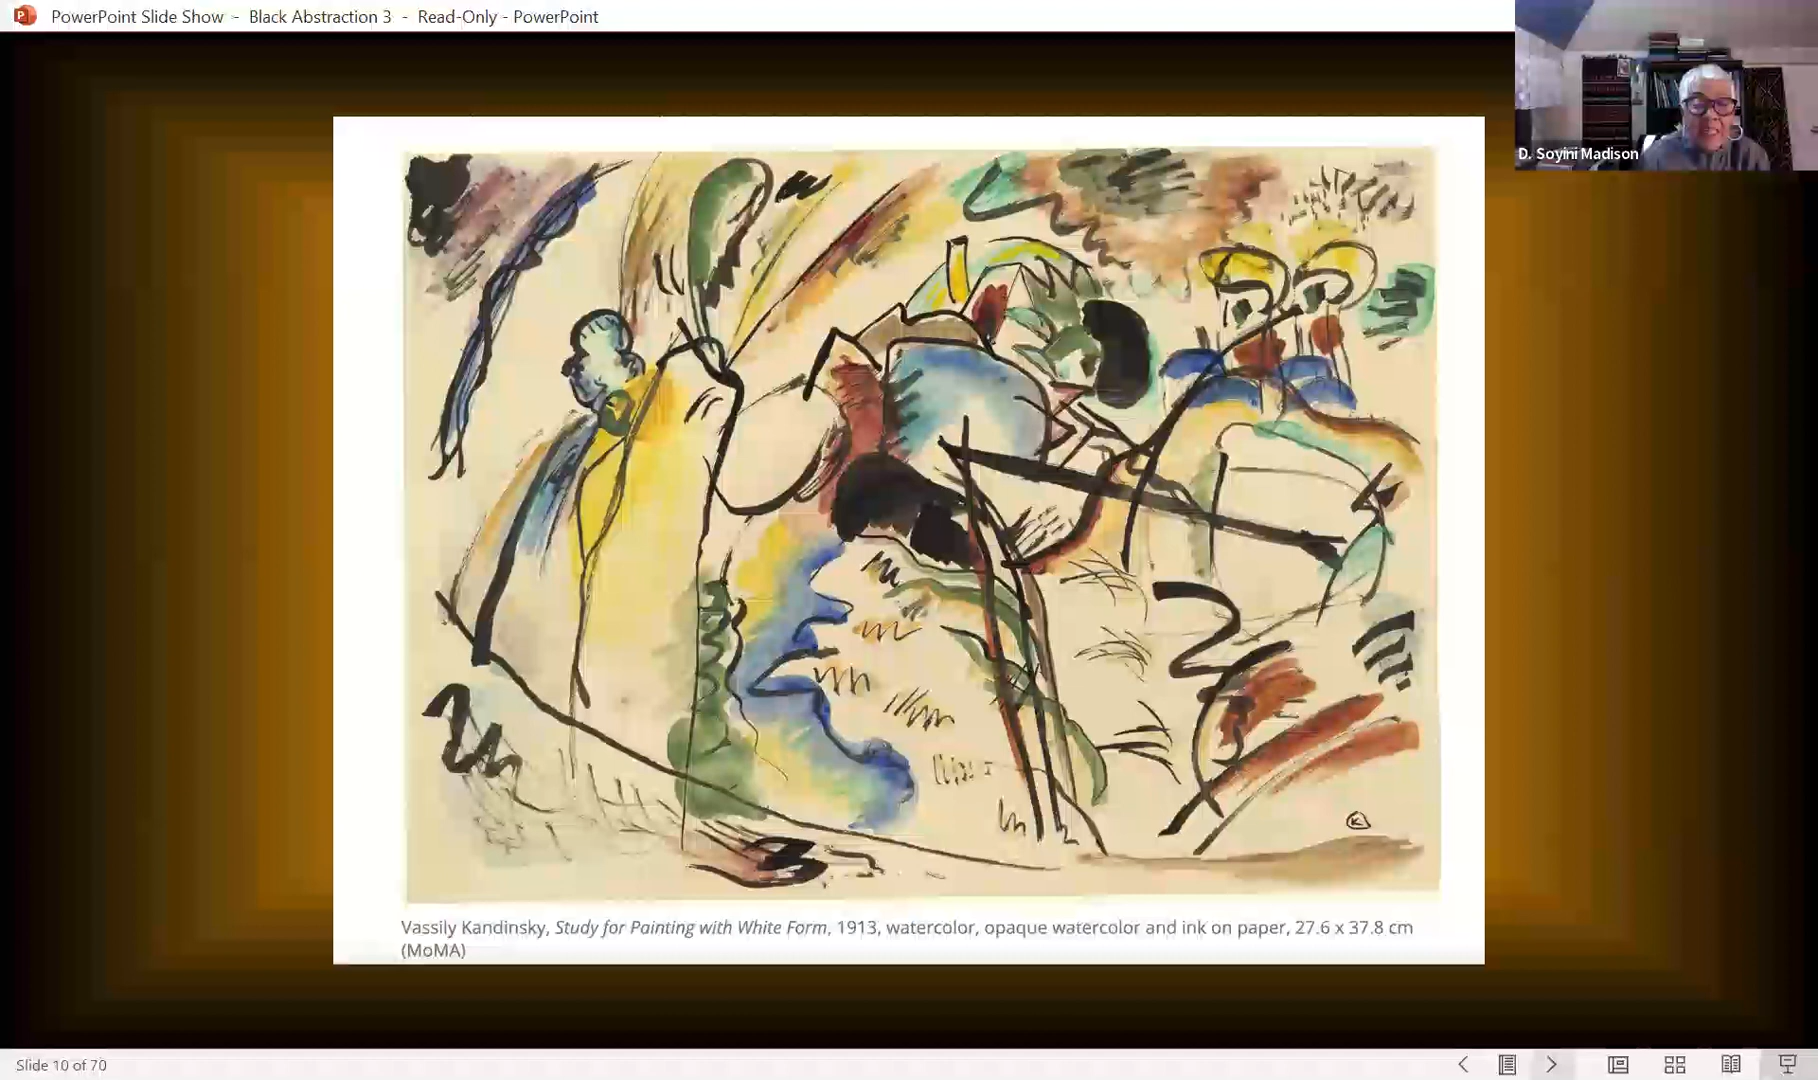 PowerPoint Slide Show - Black Abstraction 3 - Read-Only - PowerPoint
D. Soyini Madison
Vassily Kandinsky, Study for Painting with White Form, 1913, watercolor, opaque watercolor and ink on paper, 27.6 x 37.8 cm
(MoMA)
Slide 10 of 70